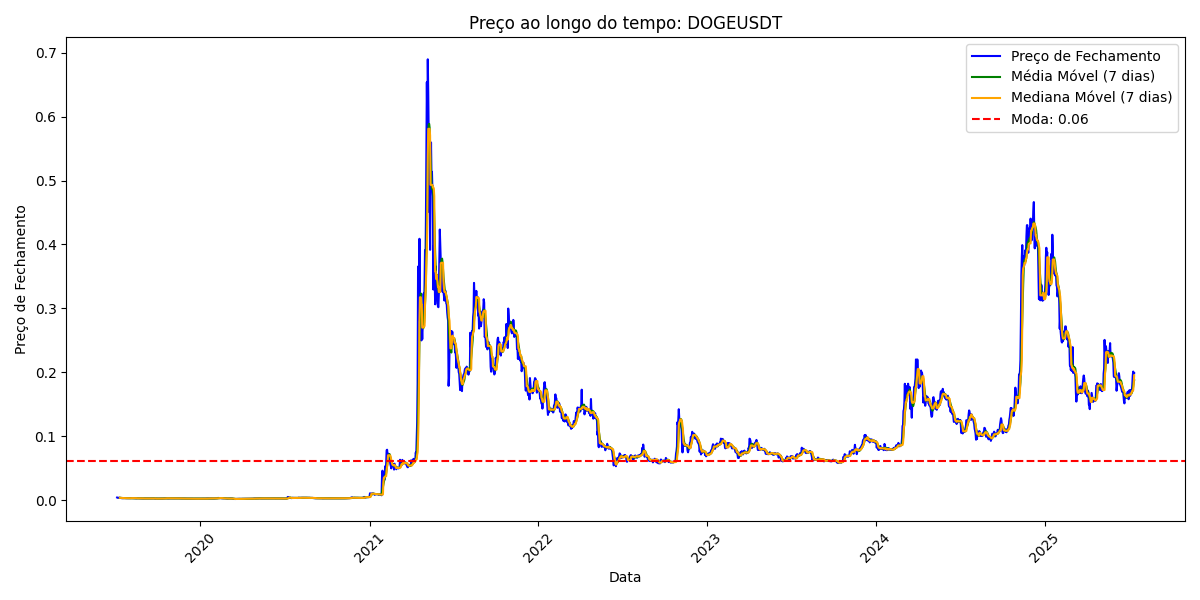 Preço ao longo do tempo: DOGEUSDT
Preço de Fechamento
Média Móvel (7 dias)
Mediana Móvel (7 dias)
Moda: 0.06
Preço de Fechamento
0.7
0.6
0.5
0.4
0.3
0.2
0.1
0.0
2020
2021
2022
2023
2024
2025
Data